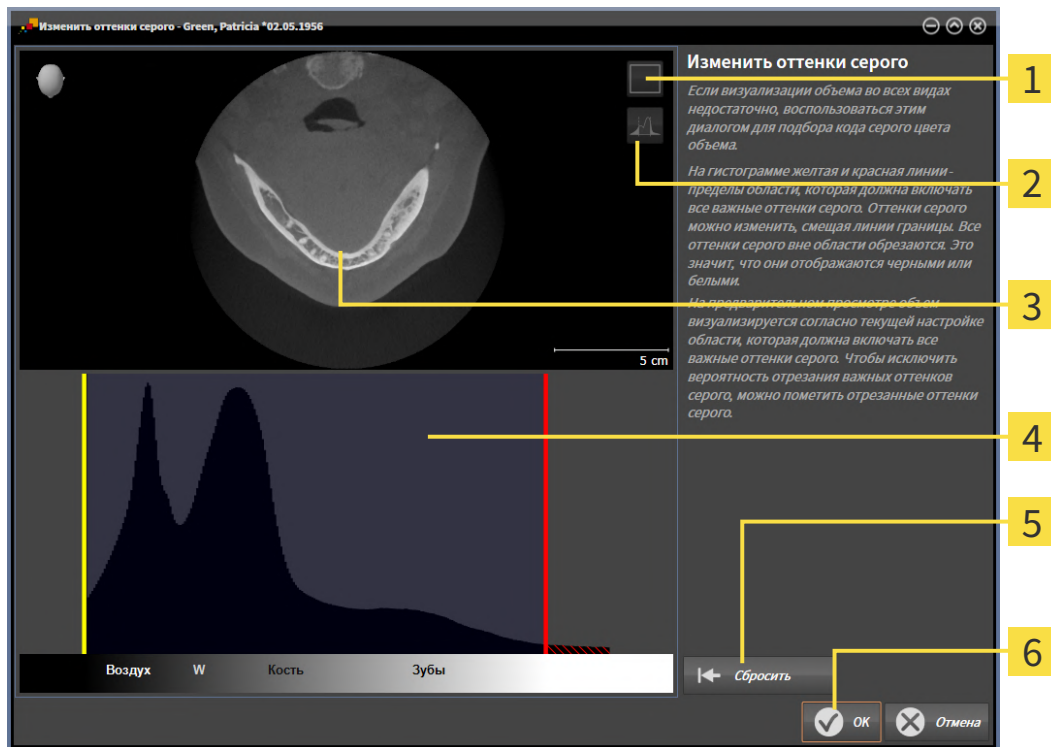 Изменить оттенки серого - Green, Patricia *02.05.1956
5 cm
Воздух W Кость Зубы
Изменить оттенки серого
Если визуализации объема во всех видах
недостаточно, воспользоваться этим
диалогом для подбора кода серого цвета
объема.
На гистограмме желтая и красная линии -
пределы области, которая должна включать
все важные оттенки серого. Оттенки серого
можно изменить, смещая линии границы. Все
оттенки серого вне области обрезаются. Это
значит, что они отображаются черными или
белыми.
На предварительном просмотре объем
визуализируется согласно текущей настройке
области, которая должна включать все
важные оттенки серого. Чтобы исключить
вероятность отрезания важных оттенков
серого, можно пометить отрезанные оттенки
серого.
Сбросить
OK
Отмена
1
2
3
4
5
6